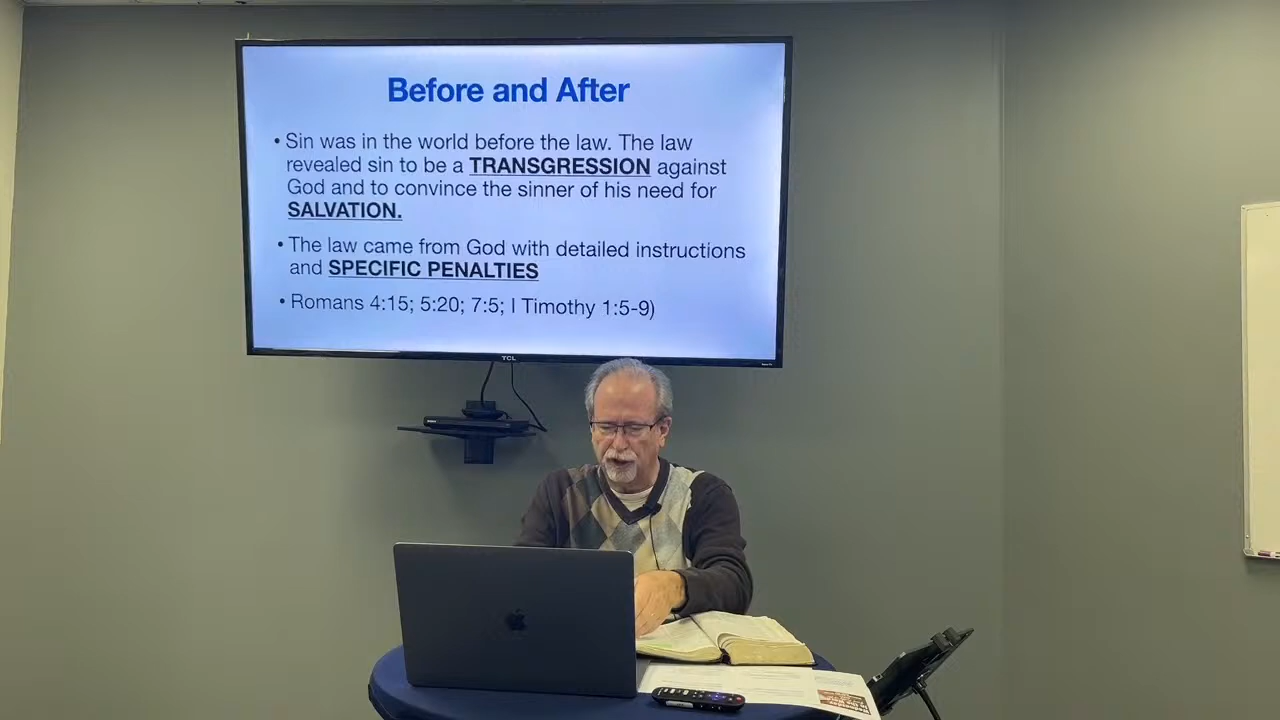 Before and After
• Sin was in the world before the law. The law
revealed sin to be a TRANSGRESSION against
God and to convince the sinner of his need for
SALVATION.
• The law came from God with detailed instructions
and SPECIFIC PENALTIES
• Romans 4:15; 5:20; 7:5; I Timothy 1:5-9)
TCL